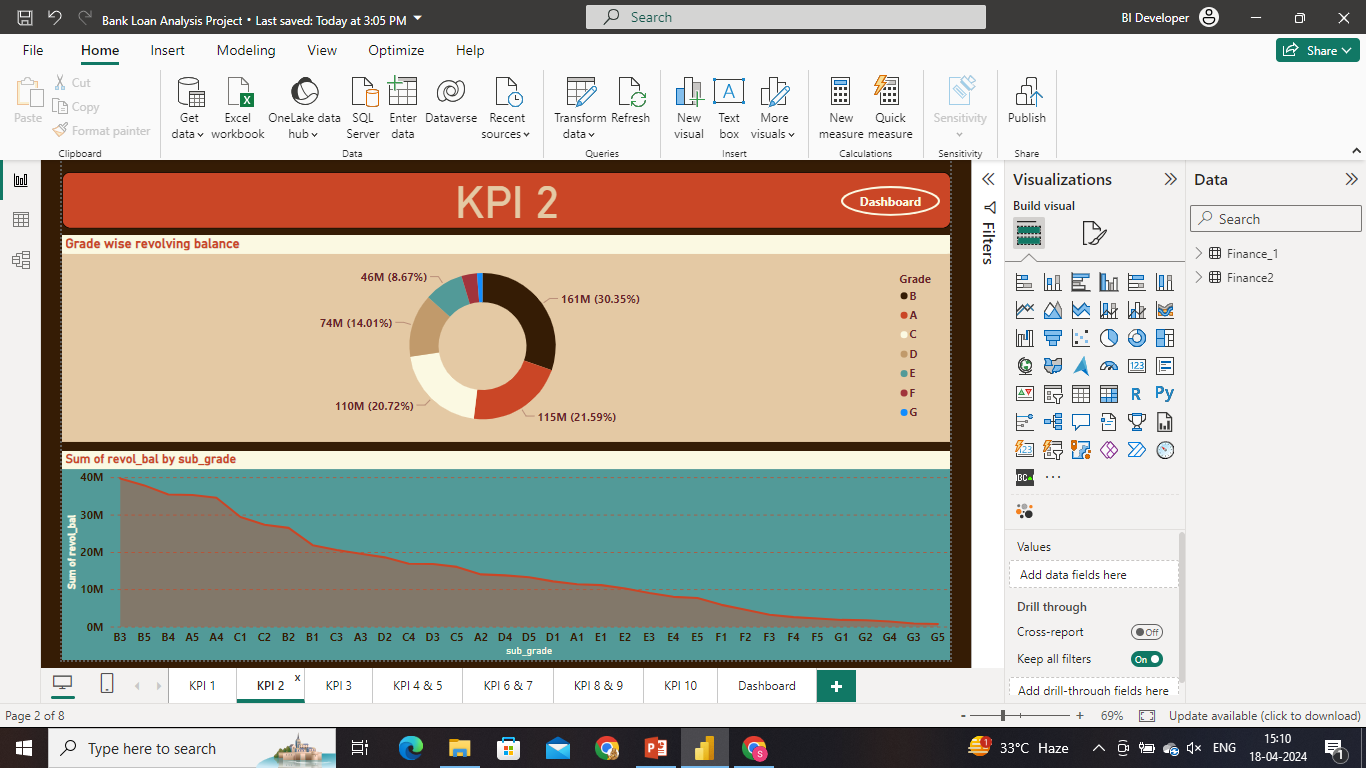 Bank Loan Analysis Project • Last saved: Today at 3:05 PM
Search
BI Developer
File Home Insert Modeling View Optimize Help
Share
Paste
Cut
Copy
Format painter
Clipboard
Get data
Excel workbook
OneLake data hub
SQL Server
Enter data
Dataverse
Recent sources
Data
Transform data
Refresh
Queries
New visual
Text box
More visuals
Insert
New measure
Quick measure
Calculations
Sensitivity
Sensitivity
Publish
Share
KPI 2
Dashboard
Grade wise revolving balance
46M (8.67%)
161M (30.35%)
74M (14.01%)
110M (20.72%)
115M (21.59%)
Grade
B
A
C
D
E
F
G
Sum of revol_bal by sub_grade
Sum of revol_bal
40M
30M
20M
10M
0M
B3 B5 B4 A5 A4 C1 C2 B2 B1 C3 A3 D2 C4 D3 C5 A2 D4 D5 D1 A1 E1 E2 E3 E4 E5 F1 F2 F3 F4 F5 G1 G2 G4 G3 G5
sub_grade
Filters
Visualizations
Build visual
123
R Py
123
Values
Add data fields here
Drill through
Cross-report
Off
Keep all filters
On
Add drill-through fields here
Data
Search
Finance_1
Finance2
KPI 1
KPI 2 x
KPI 3
KPI 4 & 5
KPI 6 & 7
KPI 8 & 9
KPI 10
Dashboard
+
Page 2 of 8
- + 69%
Update available (click to download)
Type here to search
33°C Haze
ENG
15:10
18-04-2024